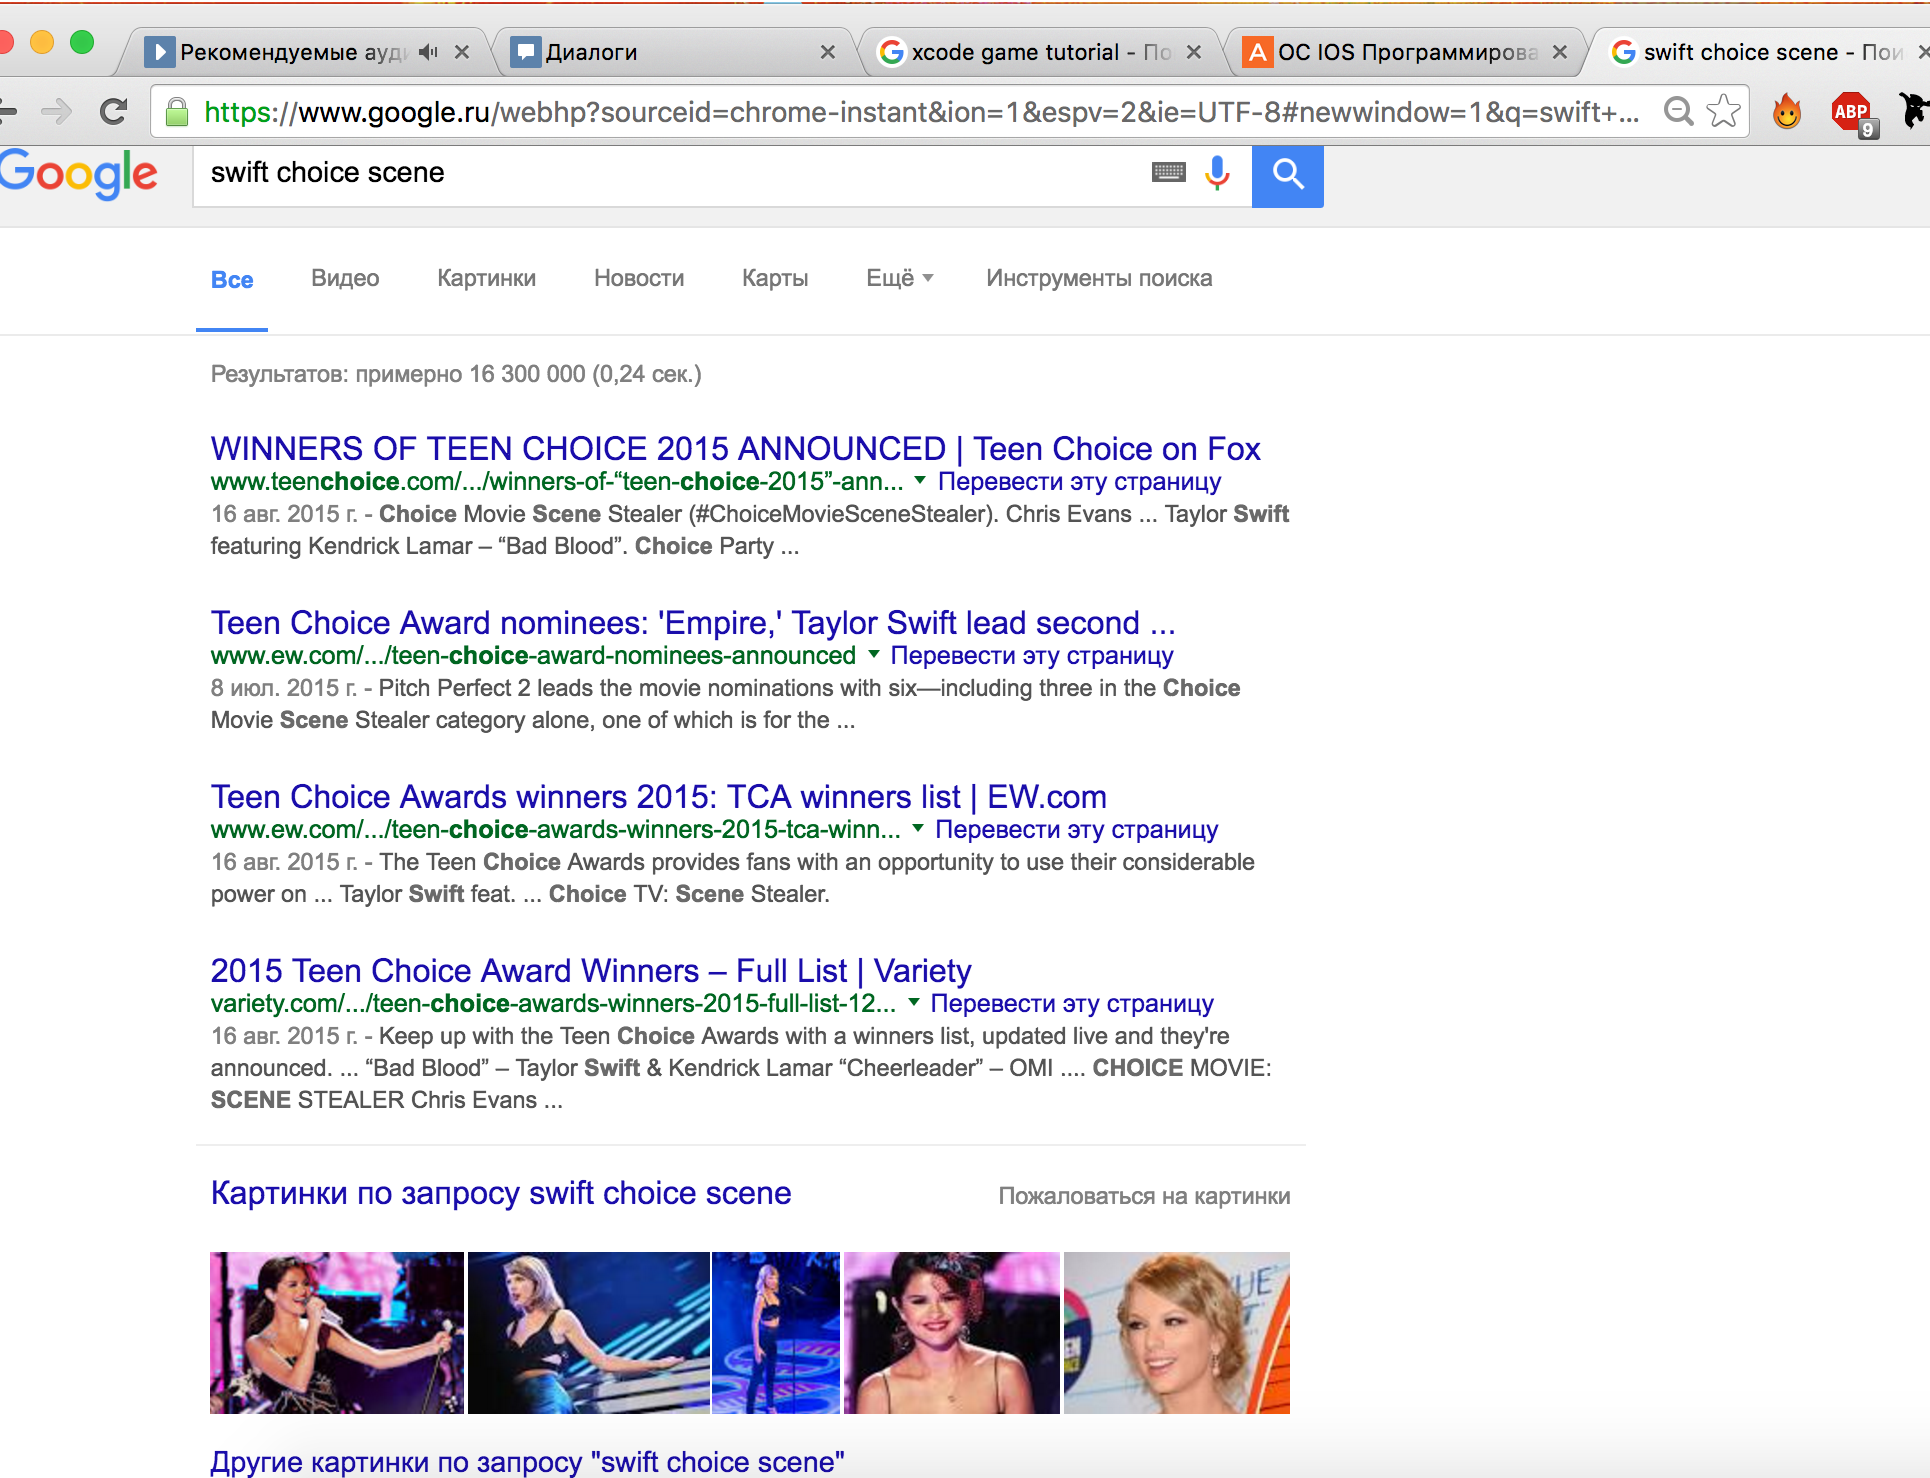 Рекомендуемые ауди
Диалоги
xcode game tutorial - По
A OC IOS Программирова
swift choice scene - Пои
https://www.google.ru/webhp?sourceid=chrome-instant&ion=1&espv=2&ie=UTF-8#newwindow=1&q=swift+...
ABP
9
Google
swift choice scene
Все Видео Картинки Новости Карты Ещё Инструменты поиска
Результатов: примерно 16 300 000 (0,24 сек.)
WINNERS OF TEEN CHOICE 2015 ANNOUNCED | Teen Choice on Fox
www.teenchoice.com/.../winners-of-“teen-choice-2015”-ann... Перевести эту страницу
16 авг. 2015 г. - Choice Movie Scene Stealer (#ChoiceMovieSceneStealer). Chris Evans ... Taylor Swift
featuring Kendrick Lamar – “Bad Blood”. Choice Party ...
Teen Choice Award nominees: 'Empire,' Taylor Swift lead second ...
www.ew.com/.../teen-choice-award-nominees-announced Перевести эту страницу
8 июл. 2015 г. - Pitch Perfect 2 leads the movie nominations with six—including three in the Choice
Movie Scene Stealer category alone, one of which is for the ...
Teen Choice Awards winners 2015: TCA winners list | EW.com
www.ew.com/.../teen-choice-awards-winners-2015-tca-winn... Перевести эту страницу
16 авг. 2015 г. - The Teen Choice Awards provides fans with an opportunity to use their considerable
power on ... Taylor Swift feat. ... Choice TV: Scene Stealer.
2015 Teen Choice Award Winners – Full List | Variety
variety.com/.../teen-choice-awards-winners-2015-full-list-12... Перевести эту страницу
16 авг. 2015 г. - Keep up with the Teen Choice Awards with a winners list, updated live and they're
announced. ... “Bad Blood” – Taylor Swift & Kendrick Lamar “Cheerleader” – OMI .... CHOICE MOVIE:
SCENE STEALER Chris Evans ...
Картинки по запросу swift choice scene
Пожаловаться на картинки
Другие картинки по запросу "swift choice scene"